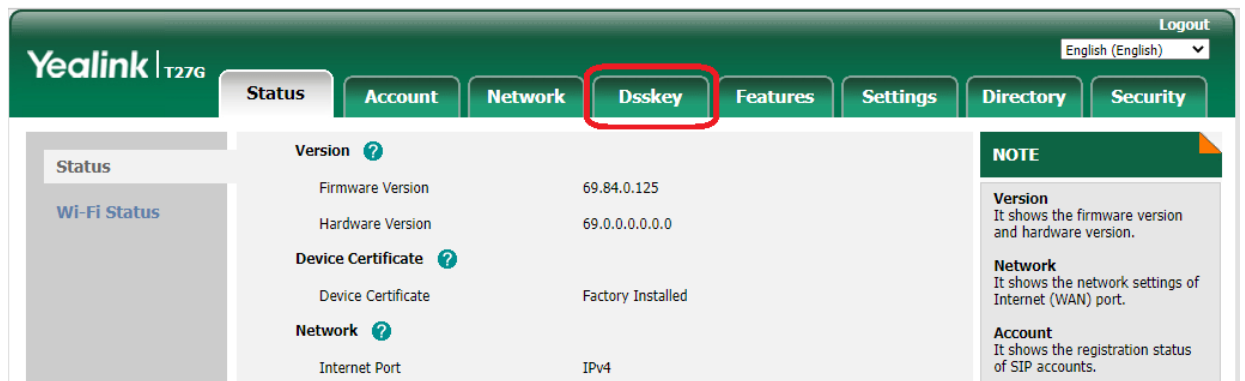 Logout
English (English)
Yealink T27G
Status Account Network Dsskey Features Settings Directory Security
Status
Wi-Fi Status
Version ?
Firmware Version 69.84.0.125
Hardware Version 69.0.0.0.0.0.0
Device Certificate ?
Device Certificate Factory Installed
Network ?
Internet Port IPv4
NOTE
Version
It shows the firmware version
and hardware version.
Network
It shows the network settings of
Internet (WAN) port.
Account
It shows the registration status
of SIP accounts.